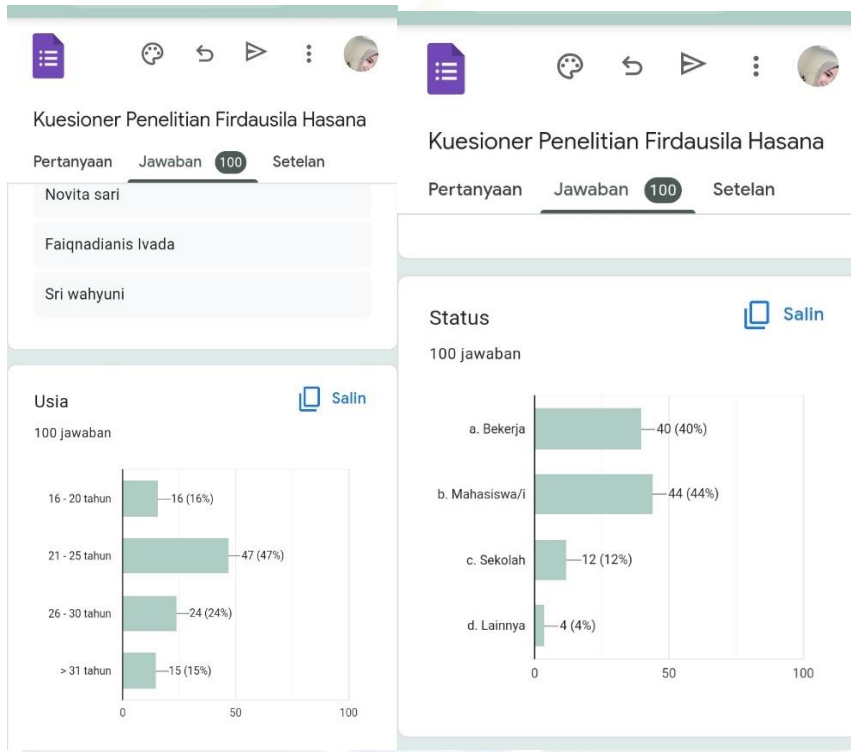 Kuesioner Penelitian Firdausila Hasana
Pertanyaan Jawaban 100 Setelan
Novita sari
Faiqnadianis Ivada
Sri wahyuni
Usia
Salin
100 jawaban
16 - 20 tahun 16 (16%)
21 - 25 tahun 47 (47%)
26 - 30 tahun 24 (24%)
> 31 tahun 15 (15%)
0 50 100
Kuesioner Penelitian Firdausila Hasana
Pertanyaan Jawaban 100 Setelan
Status
Salin
100 jawaban
a. Bekerja 40 (40%)
b. Mahasiswa/i 44 (44%)
c. Sekolah 12 (12%)
d. Lainnya 4 (4%)
0 50 100